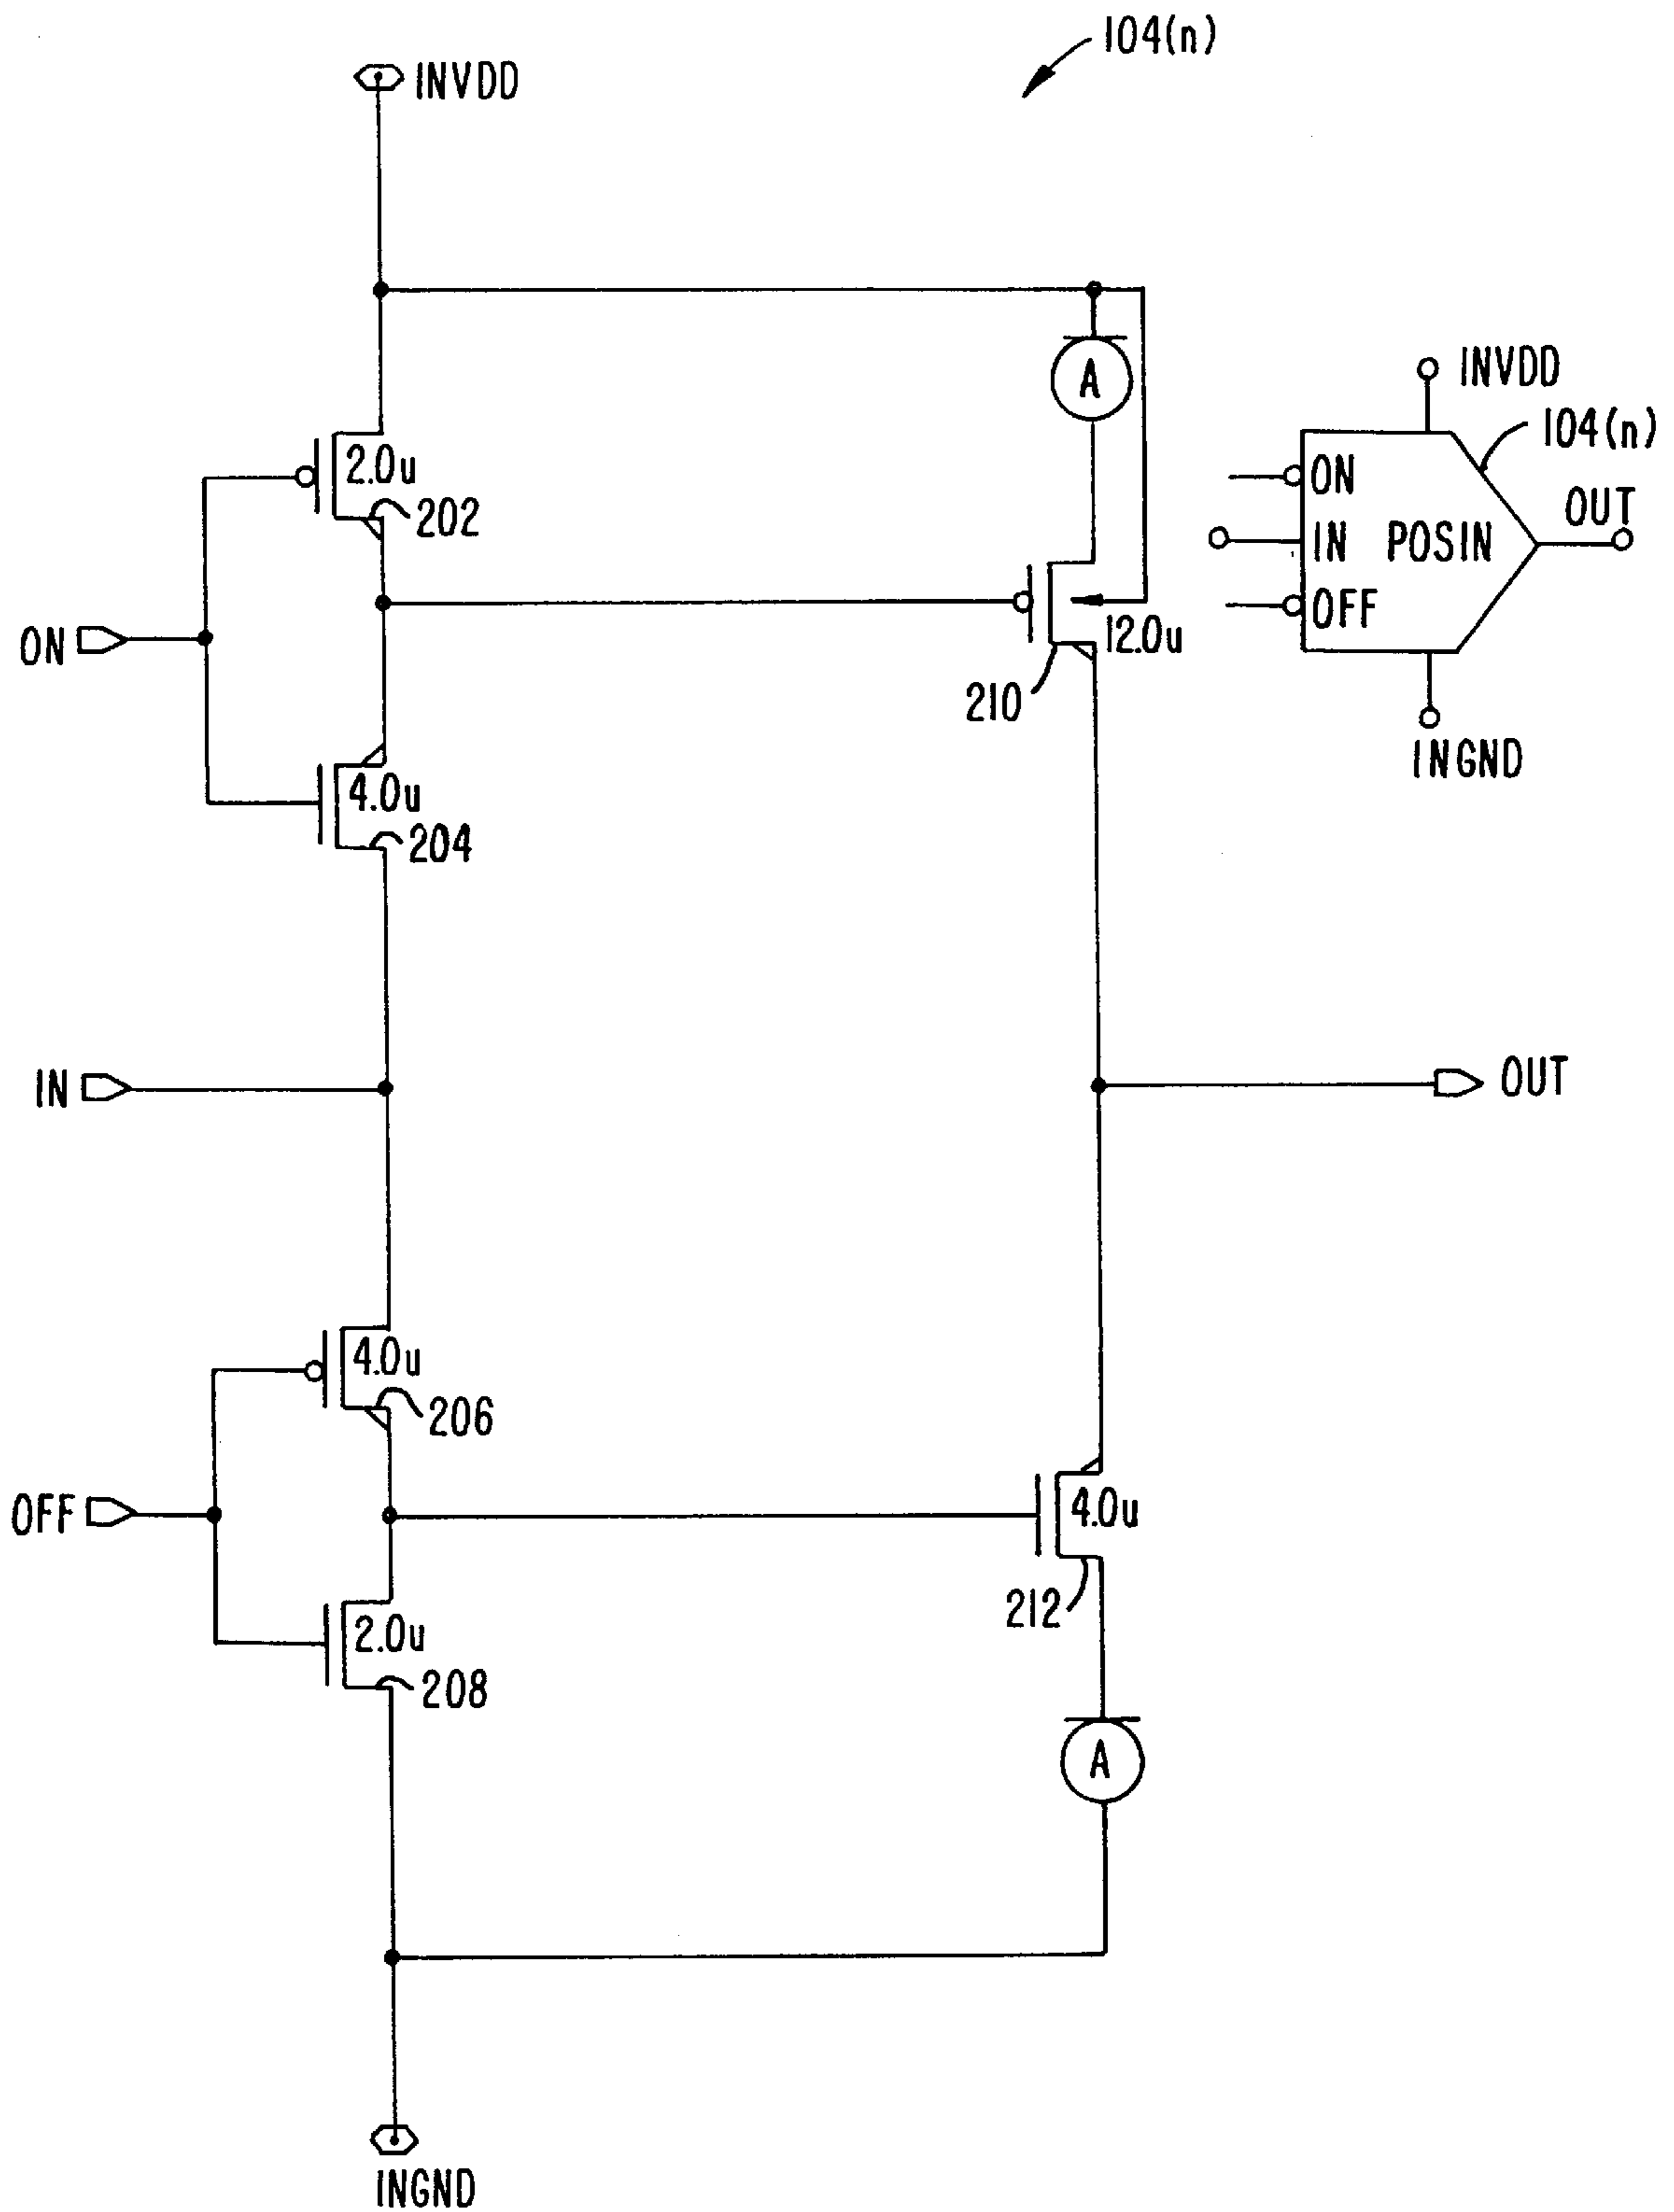 104(n)
INVDD
A
INVDD
104(n)
2.0u
202
ON
IN POSIN
OUT
OFF
12.0u
210
ON
INGND
4.0u
204
IN
OUT
4.0u
206
OFF
4.0u
212
2.0u
208
A
INGND